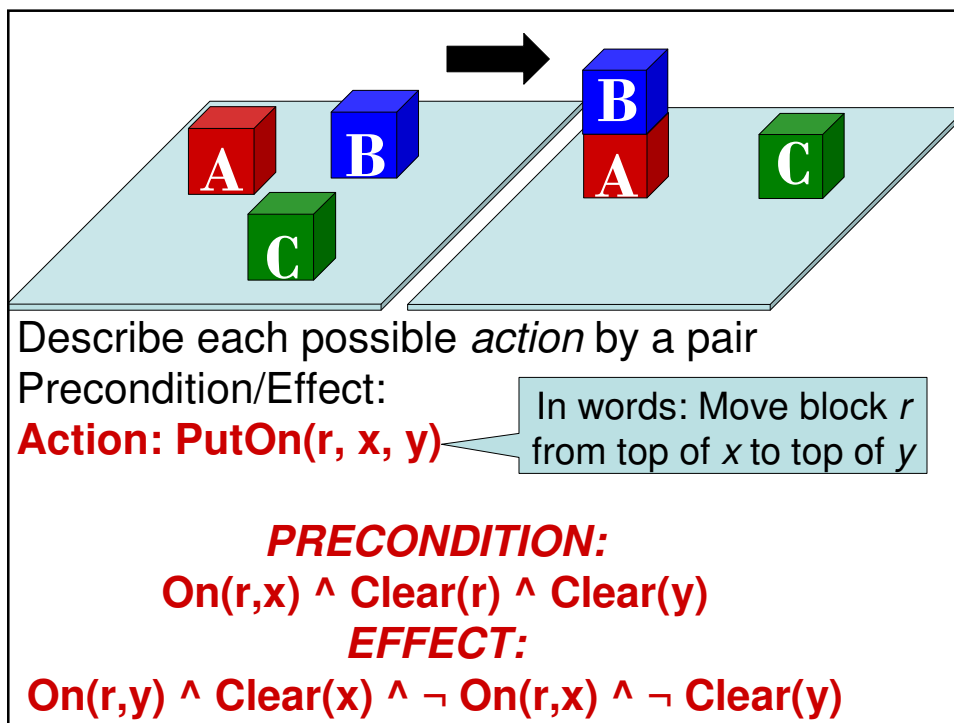 A
B
C
B
A
C
Describe each possible action by a pair
Precondition/Effect:
Action: PutOn(r, x, y)
In words: Move block r
from top of x to top of y
PRECONDITION:
On(r,x) ^ Clear(r) ^ Clear(y)
EFFECT:
On(r,y) ^ Clear(x) ^ ¬ On(r,x) ^ ¬ Clear(y)